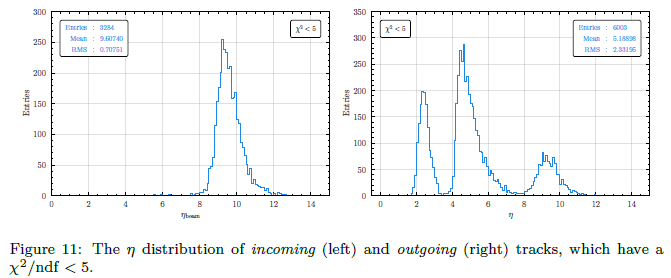 300
250
200
150
100
50
0
Entries
Entries : 3284
Mean : 9.60740
RMS : 0.70751
χ² < 5
0 2 4 6 8 10 12 14
η_beam
350
300
250
200
150
100
50
0
Entries
χ² < 5
Entries : 6003
Mean : 5.18898
RMS : 2.33195
0 2 4 6 8 10 12 14
η
Figure 11: The η distribution of incoming (left) and outgoing (right) tracks, which have a
χ²/ndf < 5.